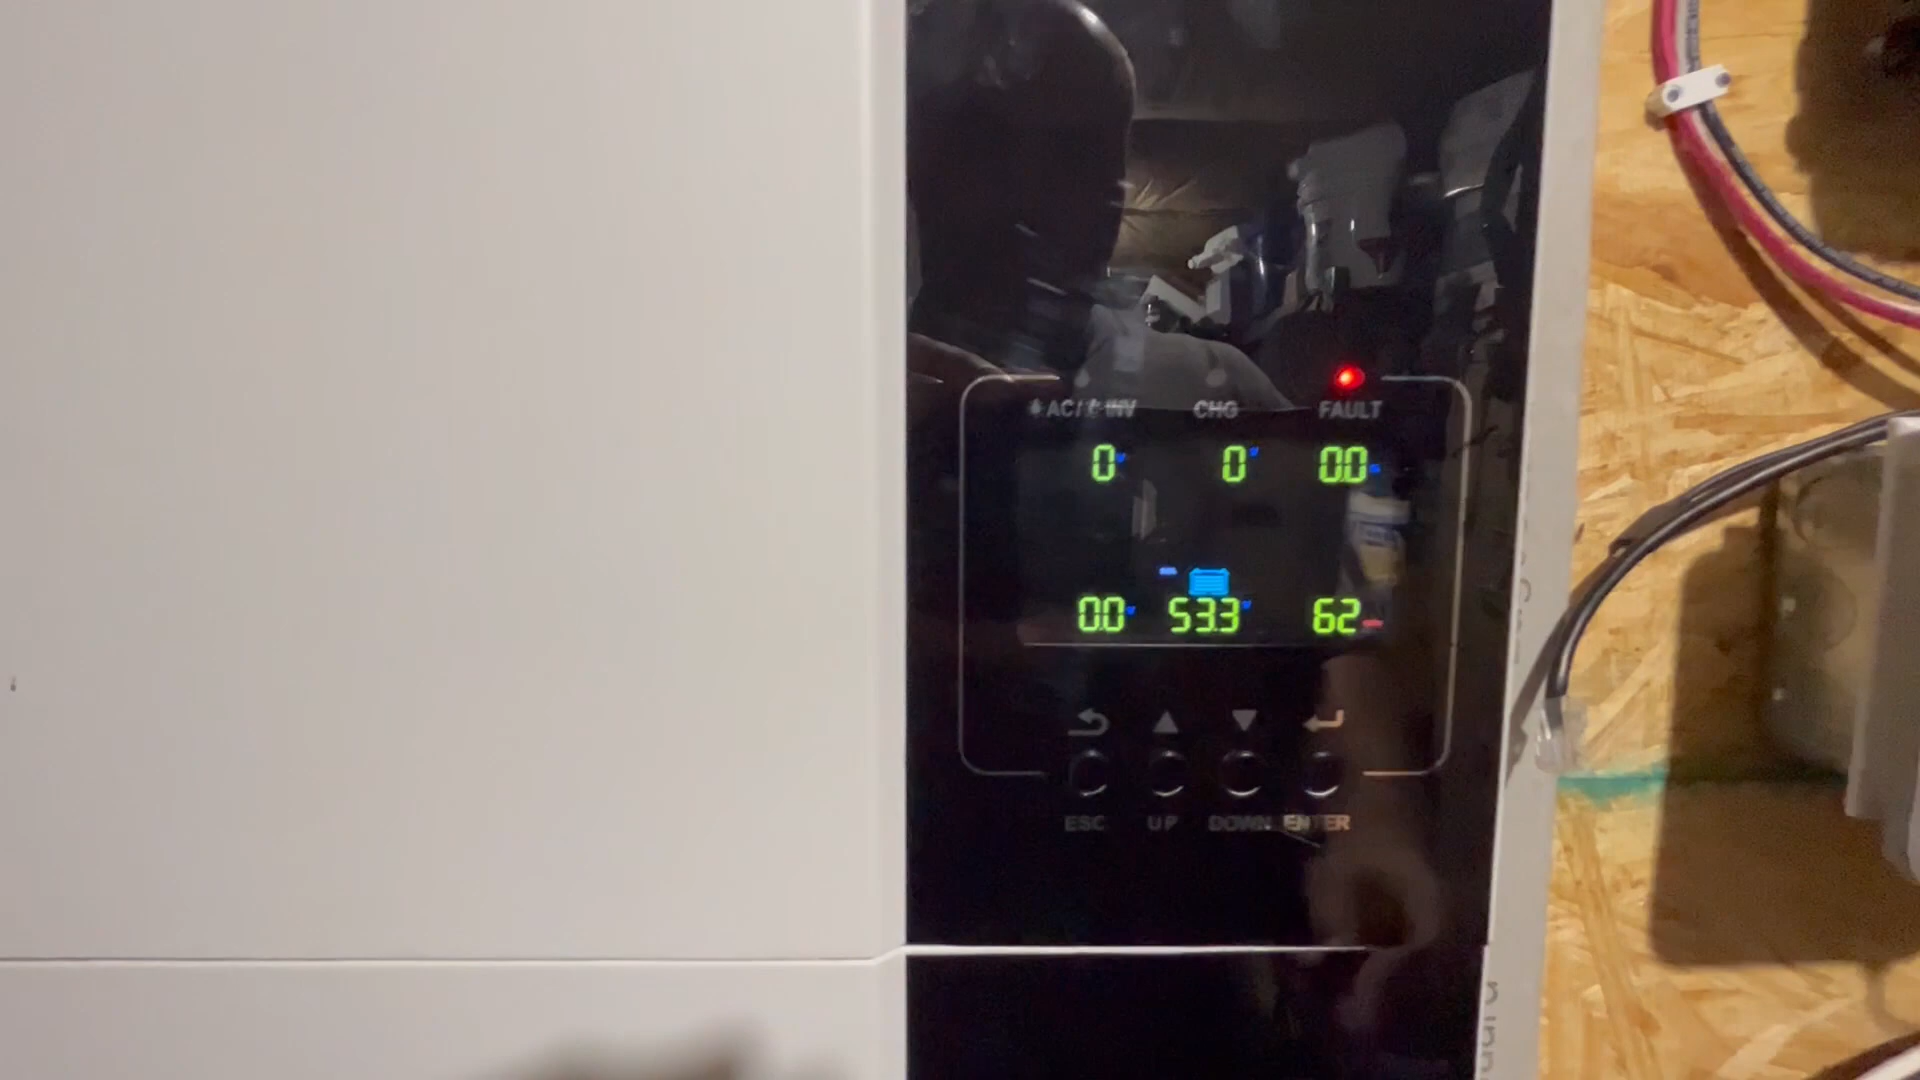 AC/ INV CHG FAULT
0 0 0.0
0.0 53.3 62
ESC UP DOWN ENTER